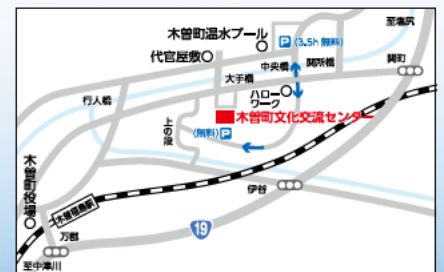 至塩尻
木曽町温水プール
P (3.5h 無料)
代官屋敷
中央橋
関所橋
関町
大手橋
ハロー
ワーク
行人橋
木曽町文化交流センター
上の段
(無料) P
木曽町役場
伊谷
木曽福島駅
19
万郡
至中津川